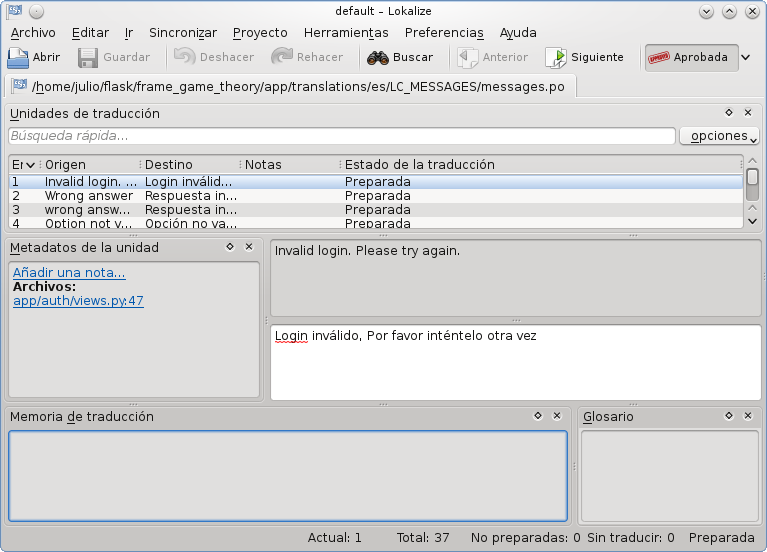 default – Lokalize
Archivo Editar Ir Sincronizar Proyecto Herramientas Preferencias Ayuda
Abrir Guardar Deshacer Rehacer Buscar Anterior Siguiente Aprobada
/home/julio/flask/frame_game_theory/app/translations/es/LC_MESSAGES/messages.po
Unidades de traducción
Búsqueda rápida...
opciones
Er Origen Destino Notas Estado de la traducción
1 Invalid login. ... Login inválid... Preparada
2 Wrong answer Respuesta in... Preparada
3 wrong answ... Respuesta in... Preparada
4 Option not v... Opción no va... Preparada
Metadatos de la unidad
Añadir una nota...
Archivos:
app/auth/views.py:47
Invalid login. Please try again.
Login inválido, Por favor inténtelo otra vez
Memoria de traducción
Glosario
Actual: 1 Total: 37 No preparadas: 0 Sin traducir: 0 Preparada